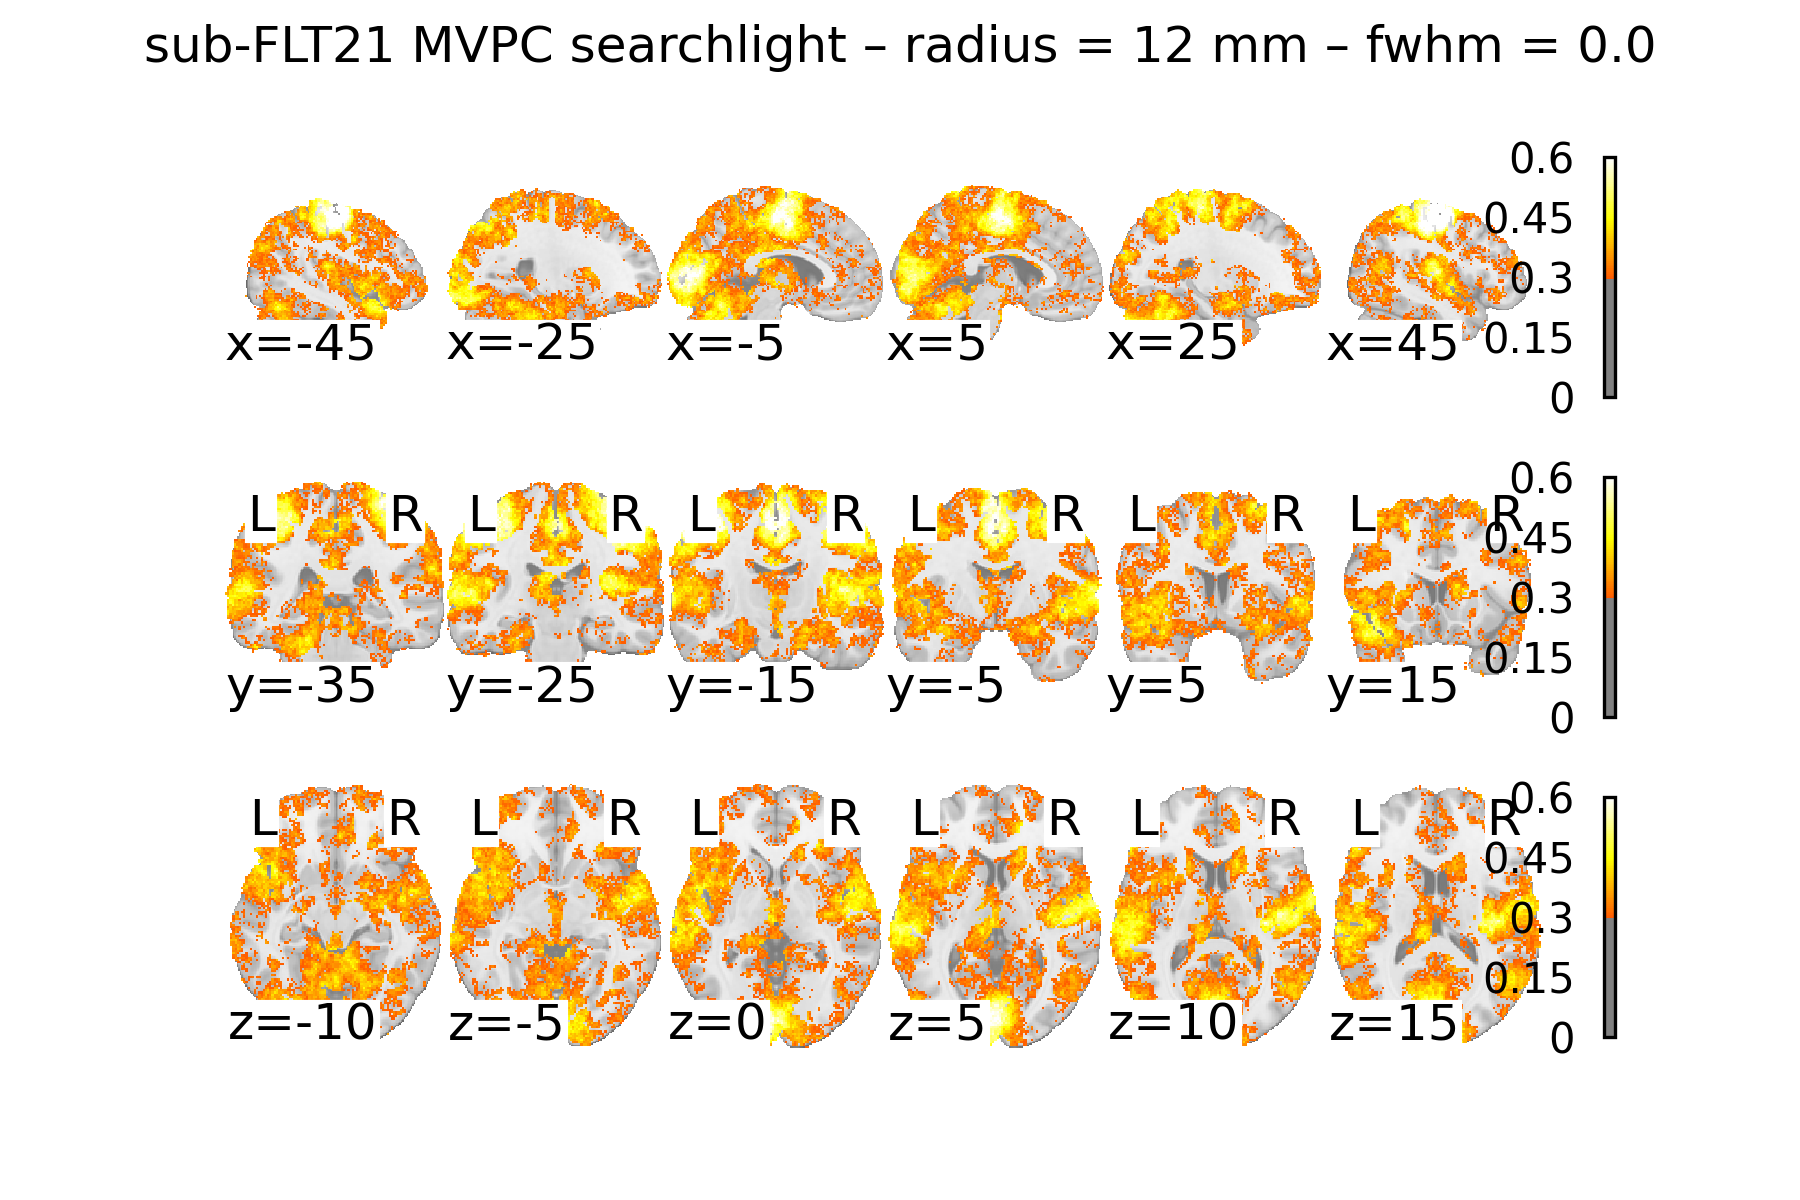 sub-FLT21 MVPC searchlight – radius = 12 mm – fwhm = 0.0
x=-45 x=-25 x=-5 x=5 x=25 x=45
0.6
0.45
0.3
0.15
0
L R L R L R L R L R L R
y=-35 y=-25 y=-15 y=-5 y=5 y=15
0.6
0.45
0.3
0.15
0
L R L R L R L R L R L R
z=-10 z=-5 z=0 z=5 z=10 z=15
0.6
0.45
0.3
0.15
0